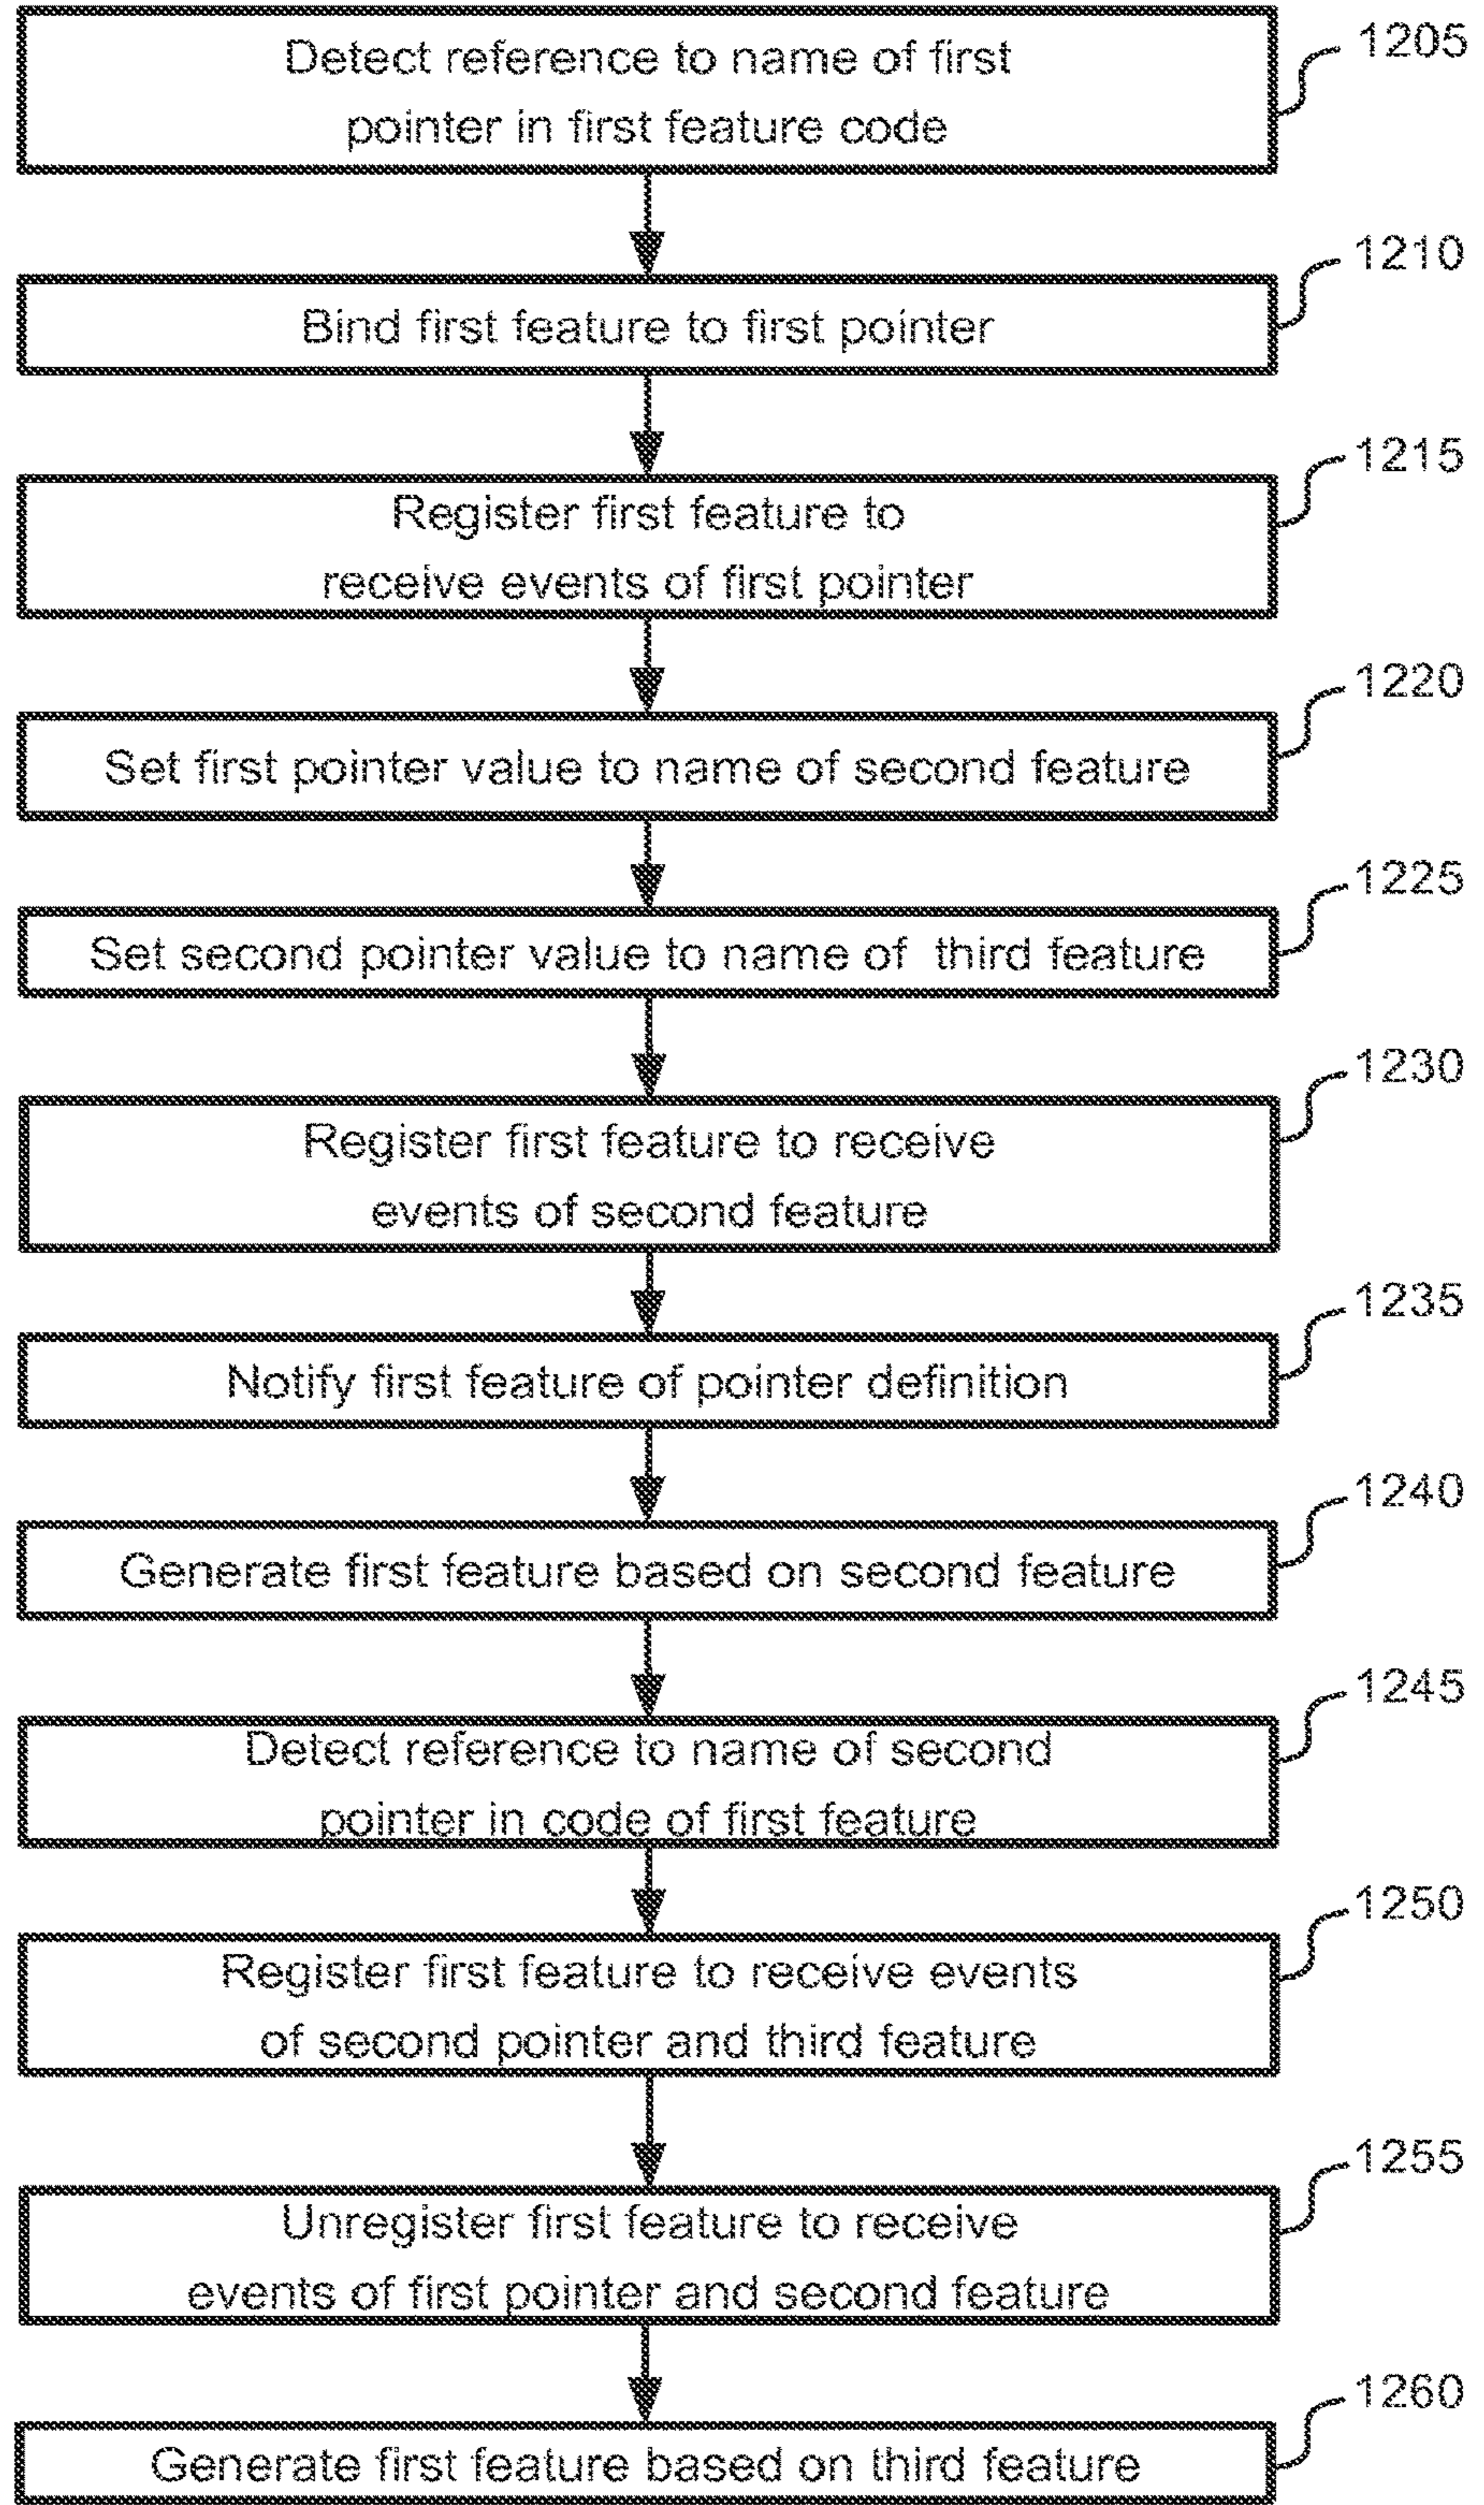 Detect reference to name of first
pointer in first feature code
1205
Bind first feature to first pointer
1210
Register first feature to
receive events of first pointer
1215
Set first pointer value to name of second feature
1220
Set second pointer value to name of third feature
1225
Register first feature to receive
events of second feature
1230
Notify first feature of pointer definition
1235
Generate first feature based on second feature
1240
Detect reference to name of second
pointer in code of first feature
1245
Register first feature to receive events
of second pointer and third feature
1250
Unregister first feature to receive
events of first pointer and second feature
1255
Generate first feature based on third feature
1260